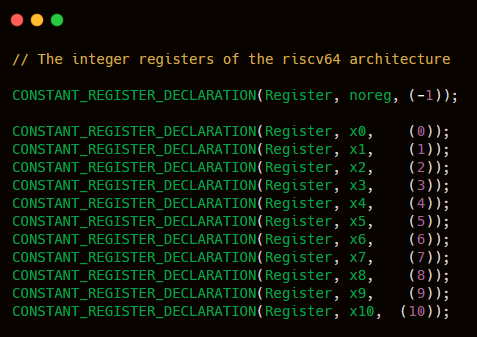 // The integer registers of the riscv64 architecture
CONSTANT_REGISTER_DECLARATION(Register, noreg, (-1));
CONSTANT_REGISTER_DECLARATION(Register, x0,    (0));
CONSTANT_REGISTER_DECLARATION(Register, x1,    (1));
CONSTANT_REGISTER_DECLARATION(Register, x2,    (2));
CONSTANT_REGISTER_DECLARATION(Register, x3,    (3));
CONSTANT_REGISTER_DECLARATION(Register, x4,    (4));
CONSTANT_REGISTER_DECLARATION(Register, x5,    (5));
CONSTANT_REGISTER_DECLARATION(Register, x6,    (6));
CONSTANT_REGISTER_DECLARATION(Register, x7,    (7));
CONSTANT_REGISTER_DECLARATION(Register, x8,    (8));
CONSTANT_REGISTER_DECLARATION(Register, x9,    (9));
CONSTANT_REGISTER_DECLARATION(Register, x10,  (10));